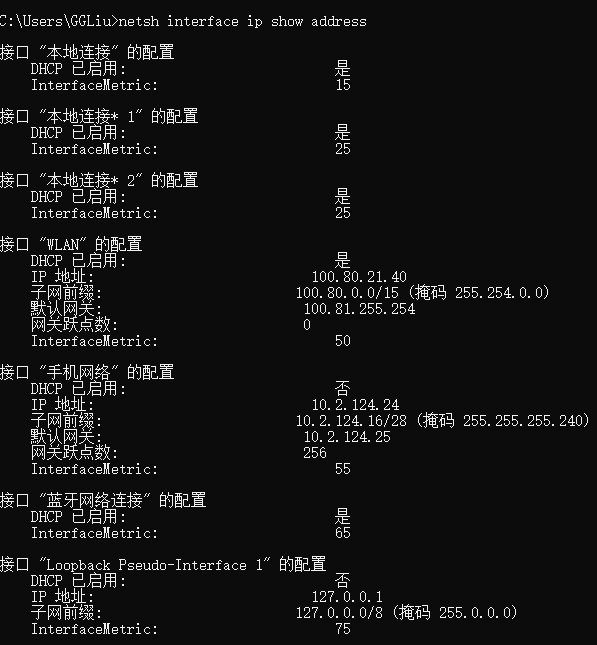 C:\Users\GGLiu>netsh interface ip show address
接口 "本地连接" 的配置
DHCP 已启用: 是
InterfaceMetric: 15
接口 "本地连接* 1" 的配置
DHCP 已启用: 是
InterfaceMetric: 25
接口 "本地连接* 2" 的配置
DHCP 已启用: 是
InterfaceMetric: 25
接口 "WLAN" 的配置
DHCP 已启用: 是
IP 地址: 100.80.21.40
子网前缀: 100.80.0.0/15 (掩码 255.254.0.0)
默认网关: 100.81.255.254
网关跃点数: 0
InterfaceMetric: 50
接口 "手机网络" 的配置
DHCP 已启用: 否
IP 地址: 10.2.124.24
子网前缀: 10.2.124.16/28 (掩码 255.255.255.240)
默认网关: 10.2.124.25
网关跃点数: 256
InterfaceMetric: 55
接口 "蓝牙网络连接" 的配置
DHCP 已启用: 是
InterfaceMetric: 65
接口 "Loopback Pseudo-Interface 1" 的配置
DHCP 已启用: 否
IP 地址: 127.0.0.1
子网前缀: 127.0.0.0/8 (掩码 255.0.0.0)
InterfaceMetric: 75